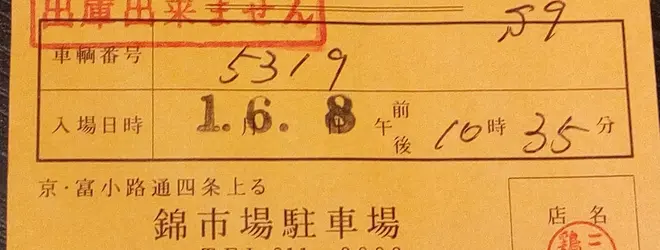 出庫出来ません
59
車輌番号 5319
入場日時 1. 6. 8 午前後 10時 35分
京・富小路通四条上る
錦市場駐車場
店名
三
鶏